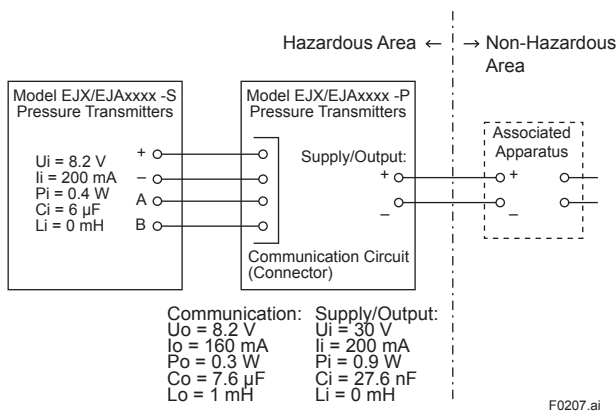 Hazardous Area ← → Non-Hazardous
Area
Model EJX/EJAxxxx -S
Pressure Transmitters
Ui = 8.2 V
Ii = 200 mA
Pi = 0.4 W
Ci = 6 µF
Li = 0 mH
+
–
A
B
Model EJX/EJAxxxx -P
Pressure Transmitters
Supply/Output:
+
–
Communication Circuit
(Connector)
Associated
Apparatus
+
–
Communication:
Uo = 8.2 V
Io = 160 mA
Po = 0.3 W
Co = 7.6 µF
Lo = 1 mH
Supply/Output:
Ui = 30 V
Ii = 200 mA
Pi = 0.9 W
Ci = 27.6 nF
Li = 0 mH
F0207.ai